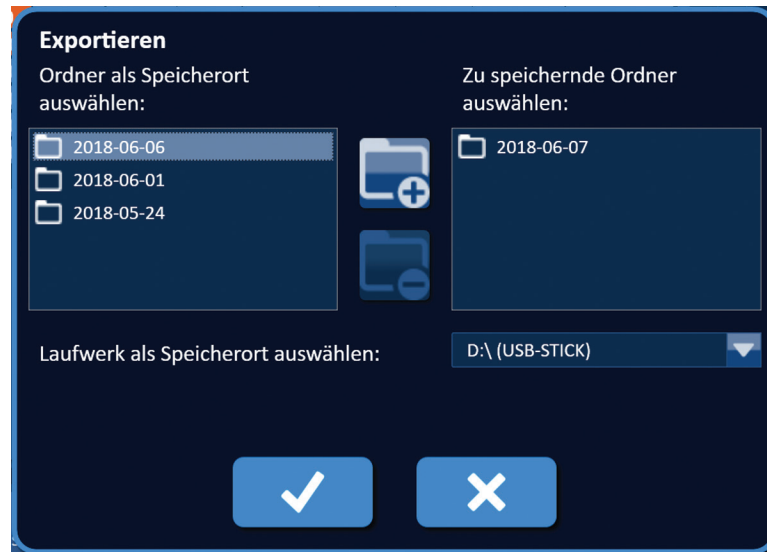 Exportieren
Ordner als Speicherort
auswählen:
2018-06-06
2018-06-01
2018-05-24
Zu speichernde Ordner
auswählen:
2018-06-07
Laufwerk als Speicherort auswählen:
D:\ (USB-STICK)